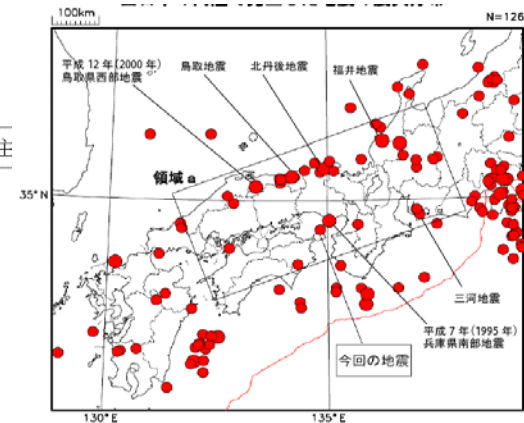 100km
N=126
平成 12 年(2000 年)
鳥取県西部地震
鳥取地震
北丹後地震
福井地震
領域 a
35°N
三河地震
平成 7 年(1995 年)
兵庫県南部地震
今回の地震
130°E
135°E